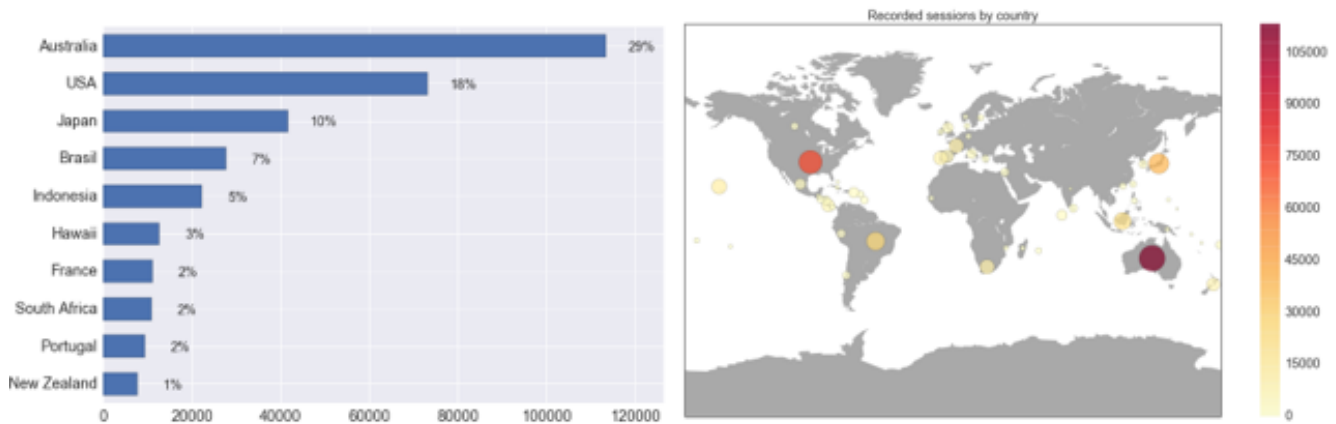 Australia 29%
USA 18%
Japan 10%
Brasil 7%
Indonesia 5%
Hawaii 3%
France 2%
South Africa 2%
Portugal 2%
New Zealand 1%
0 20000 40000 60000 80000 100000 120000
Recorded sessions by country
105000
90000
75000
60000
45000
30000
15000
0